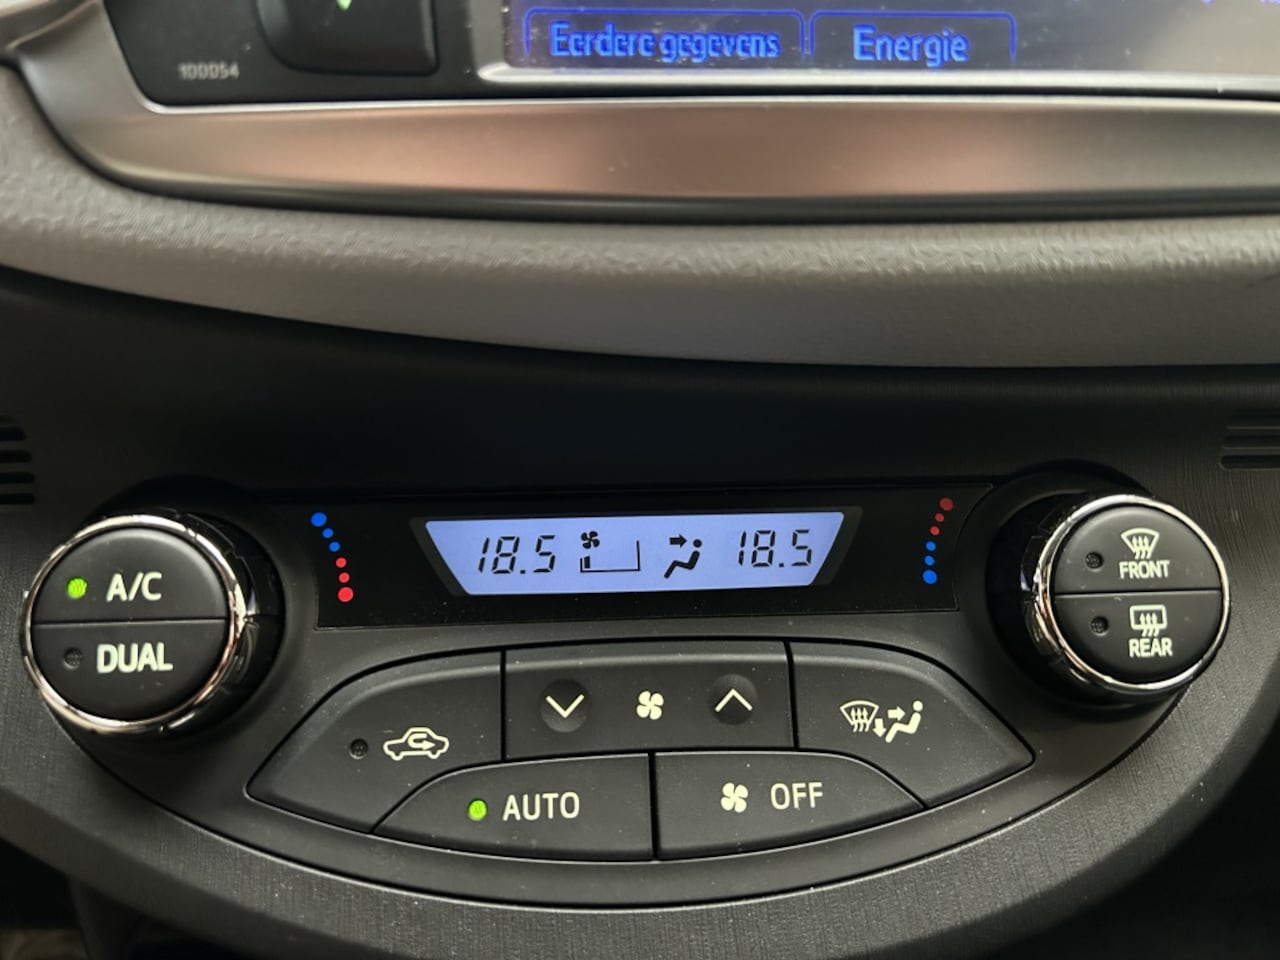 Eerdere gegevens
Energie
100054
18.5
18.5
A/C
DUAL
FRONT
REAR
AUTO
OFF